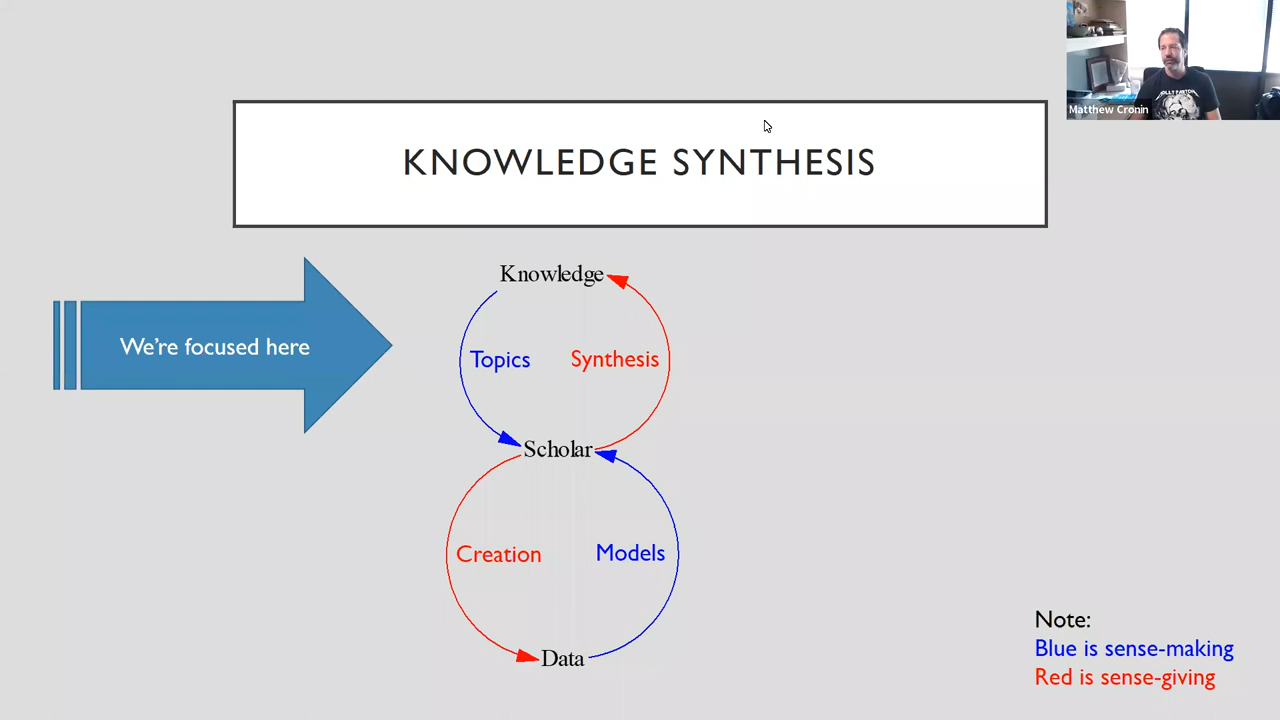 Matthew Cronin
KNOWLEDGE SYNTHESIS
We're focused here
Knowledge
Topics
Synthesis
Scholar
Creation
Models
Data
Note:
Blue is sense-making
Red is sense-giving